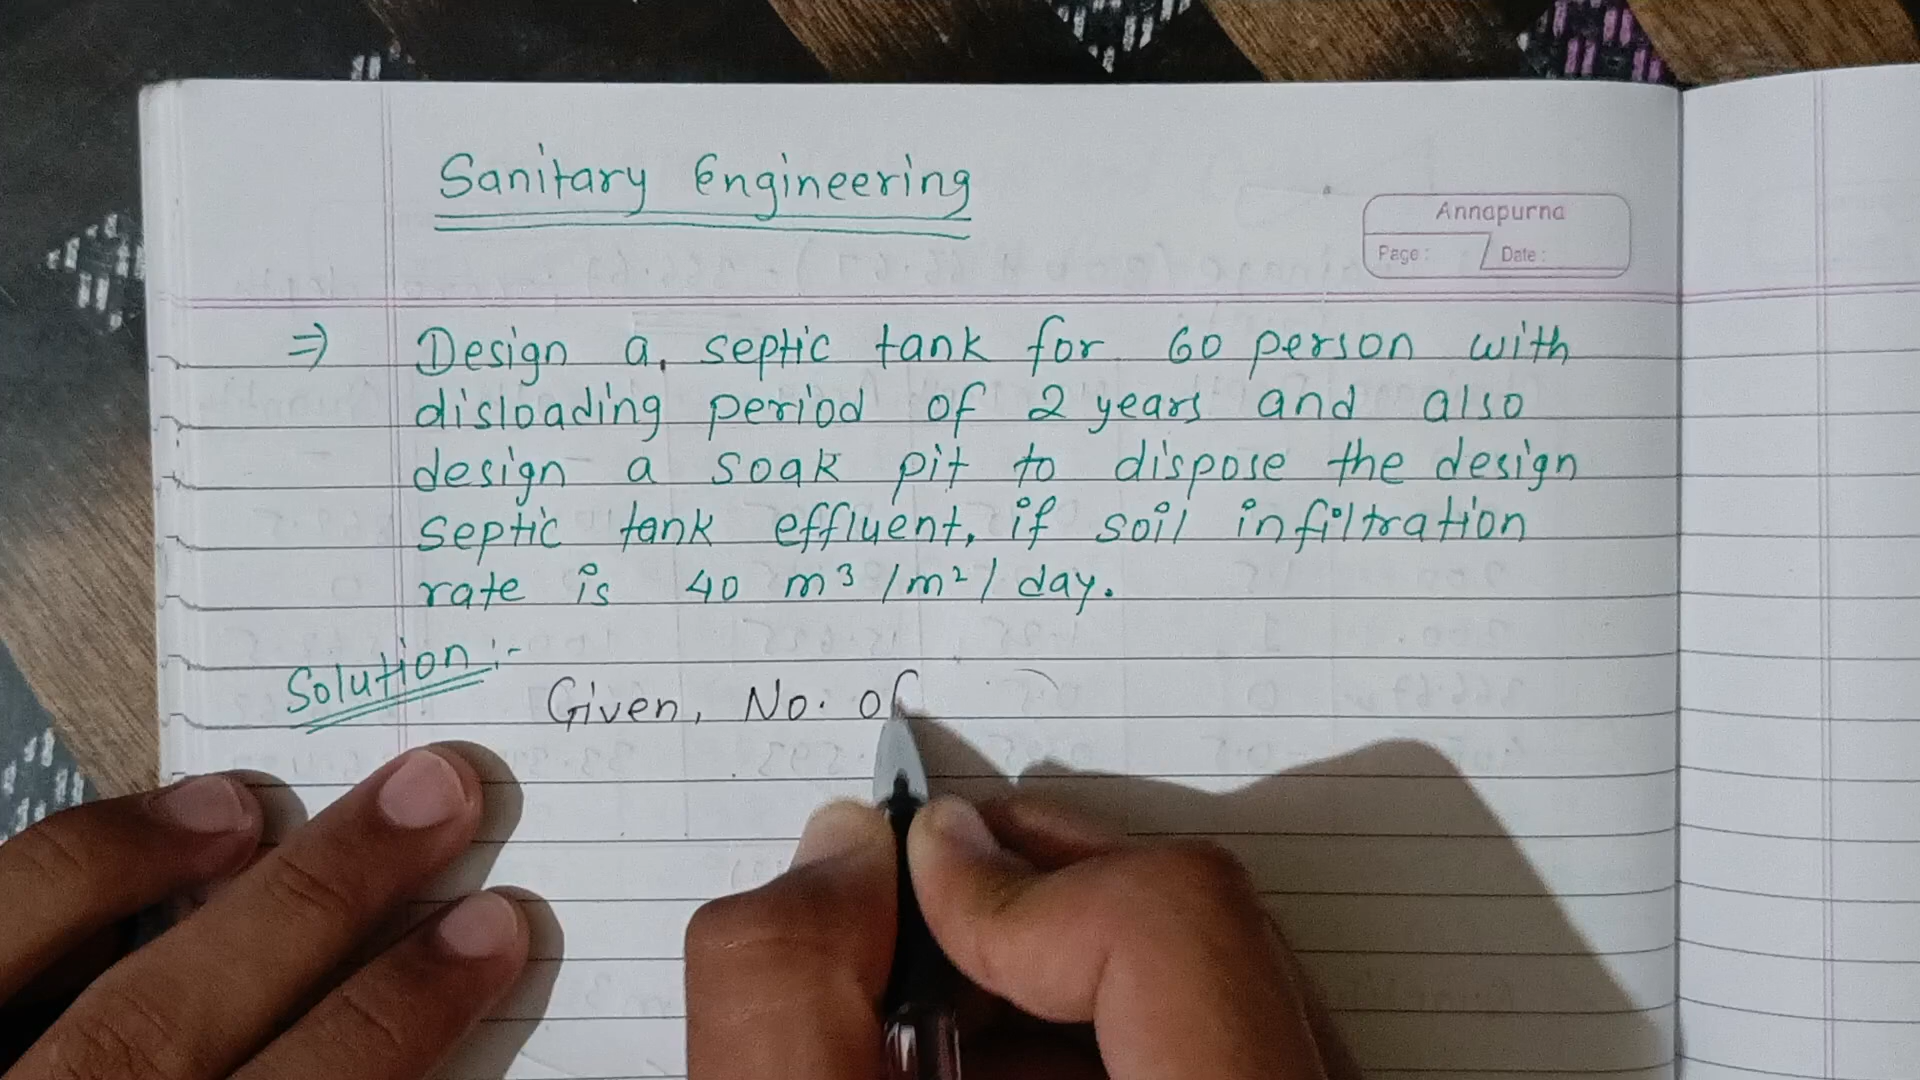 Sanitary Engineering
Annapurna
Page : Date :
⇒ Design a septic tank for 60 person with
disloading period of 2 years and also
design a soak pit to dispose the design
septic tank effluent, if soil infiltration
rate is 40 m³ /m² / day.
Solution :-
Given, No. of